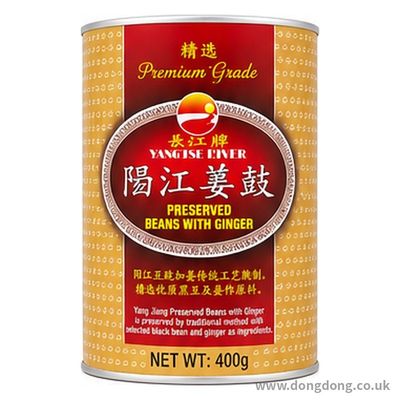 精选
Premium Grade
長江牌
YANGTSE RIVER
陽江姜鼓
PRESERVED
BEANS WITH GINGER
阳江豆豉加姜传统工艺腌制,
精选优质黑豆及姜作原料。
Yang Jiang Preserved Beans with Ginger
is preserved by traditional method with
selected black bean and ginger as ingredients.
NET WT: 400g
www.dongdong.co.uk